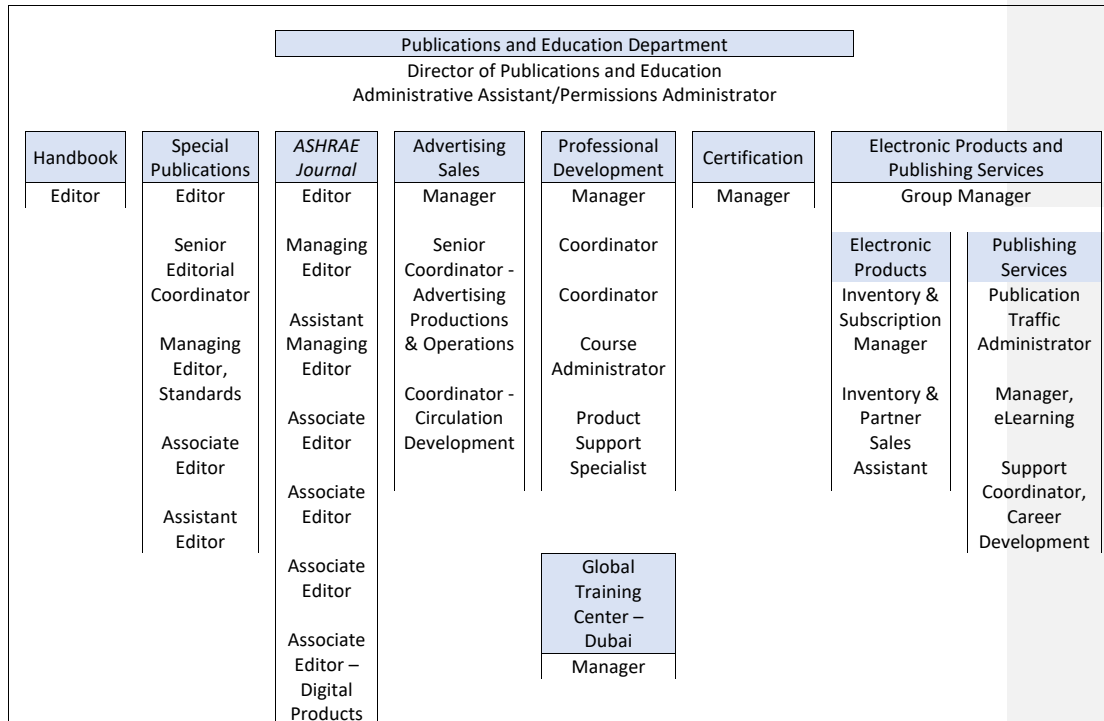 Publications and Education Department
Director of Publications and Education
Administrative Assistant/Permissions Administrator
Handbook
Editor
Special
Publications
Editor
Senior
Editorial
Coordinator
Managing
Editor,
Standards
Associate
Editor
Assistant
Editor
ASHRAE
Journal
Editor
Managing
Editor
Assistant
Managing
Editor
Associate
Editor
Associate
Editor
Associate
Editor
Associate
Editor –
Digital
Products
Advertising
Sales
Manager
Senior
Coordinator -
Advertising
Productions
& Operations
Coordinator -
Circulation
Development
Professional
Development
Manager
Coordinator
Coordinator
Course
Administrator
Product
Support
Specialist
Global
Training
Center –
Dubai
Manager
Certification
Manager
Electronic Products and
Publishing Services
Group Manager
Electronic
Products
Inventory &
Subscription
Manager
Inventory &
Partner
Sales
Assistant
Publishing
Services
Publication
Traffic
Administrator
Manager,
eLearning
Support
Coordinator,
Career
Development